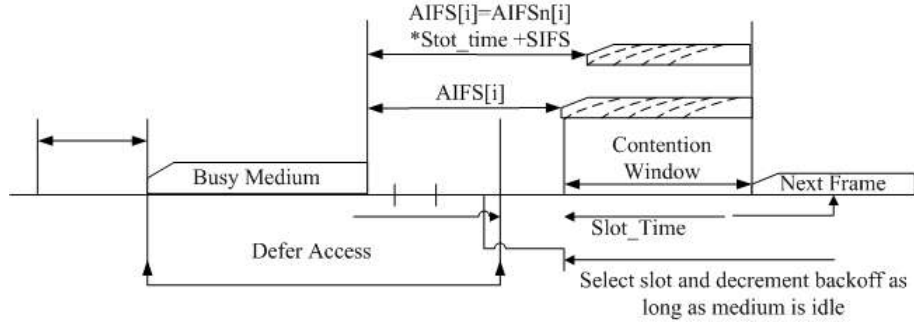 AIFS[i]=AIFSn[i]
*Stot_time +SIFS
AIFS[i]
Contention
Window
Busy Medium
Next Frame
Slot_Time
Defer Access
Select slot and decrement backoff as
long as medium is idle